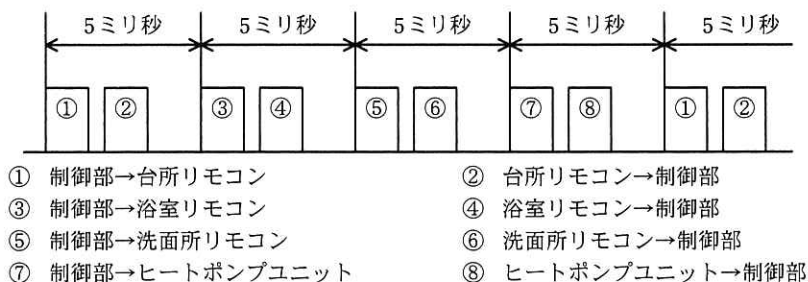 5ミリ秒 5ミリ秒 5ミリ秒 5ミリ秒 5ミリ秒
① ② ③ ④ ⑤ ⑥ ⑦ ⑧ ① ②
① 制御部→台所リモコン ② 台所リモコン→制御部
③ 制御部→浴室リモコン ④ 浴室リモコン→制御部
⑤ 制御部→洗面所リモコン ⑥ 洗面所リモコン→制御部
⑦ 制御部→ヒートポンプユニット ⑧ ヒートポンプユニット→制御部